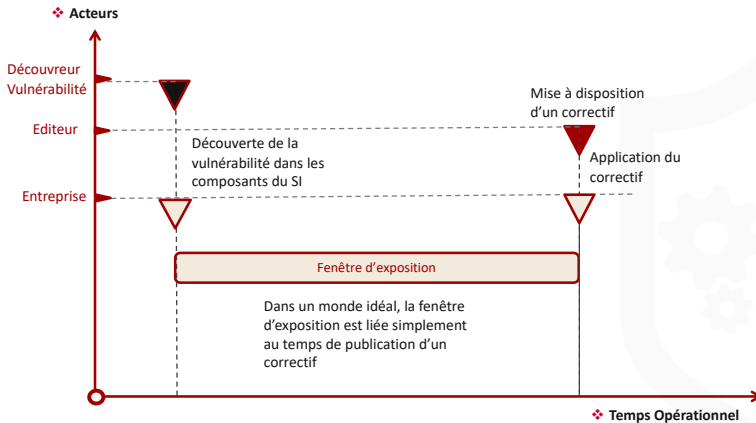 ❖ Acteurs
Découvreur
Vulnérabilité
Mise à disposition
d'un correctif
Editeur
Découverte de la
vulnérabilité dans les
composants du SI
Application du
correctif
Entreprise
Fenêtre d'exposition
Dans un monde idéal, la fenêtre
d'exposition est liée simplement
au temps de publication d'un
correctif
❖ Temps Opérationnel